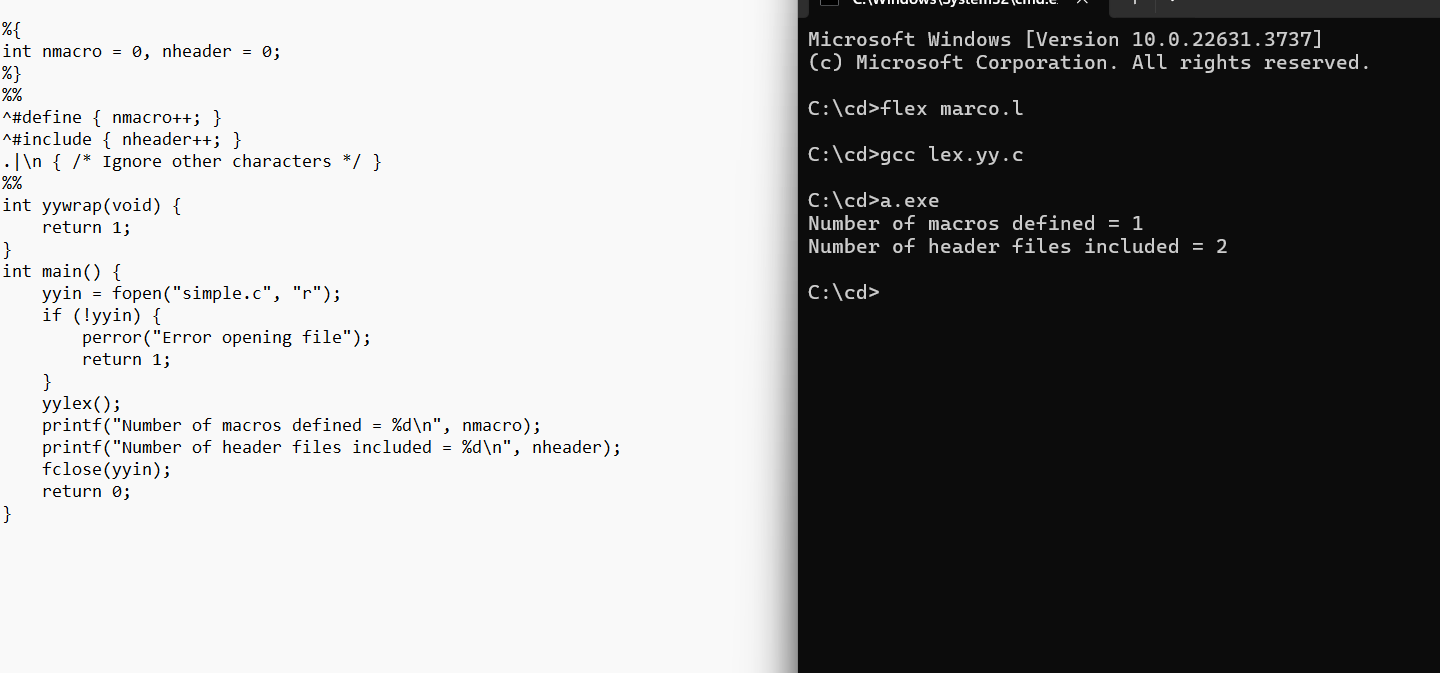 %{
int nmacro = 0, nheader = 0;
%}
%%
^#define { nmacro++; }
^#include { nheader++; }
.|\n { /* Ignore other characters */ }
%%
int yywrap(void) {
    return 1;
}
int main() {
    yyin = fopen("simple.c", "r");
    if (!yyin) {
        perror("Error opening file");
        return 1;
    }
    yylex();
    printf("Number of macros defined = %d\n", nmacro);
    printf("Number of header files included = %d\n", nheader);
    fclose(yyin);
    return 0;
}
C:\Windows\System32\cmd.e
Microsoft Windows [Version 10.0.22631.3737]
(c) Microsoft Corporation. All rights reserved.
C:\cd>flex marco.l
C:\cd>gcc lex.yy.c
C:\cd>a.exe
Number of macros defined = 1
Number of header files included = 2
C:\cd>